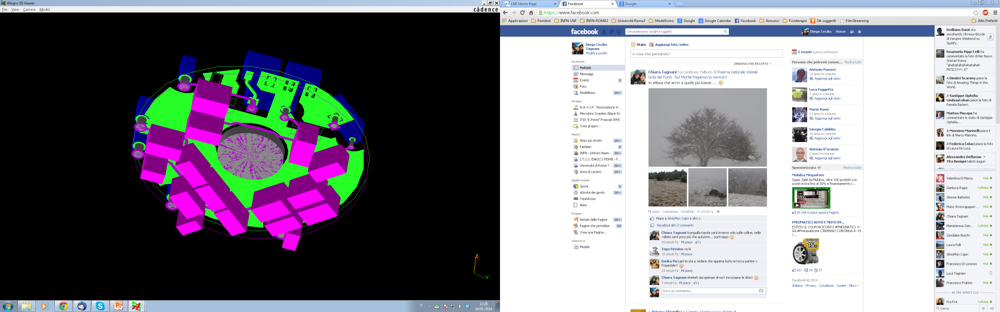 Allegro 3D Viewer
File View Camera Model
cādence
IT
13:26
24/01/2014
LNF Home Page
Facebook
Google
https://www.facebook.com
Applicazioni
Fornitori
INFN-LNF
INFN-ROMA3
Università Roma3
Modellismo
Google
Google Calendar
Facebook
Annunci
Fisioterapia
Siti suggeriti
FilmStreaming
Altri Preferiti
facebook
Cerca persone, luoghi e oggetti
Diego Cecilia
Home
Diego Cecilia
Tagnani
Modifica profilo
Preferiti
Notizie
Messaggi
Eventi 2
Foto
Modellismo 20+
Gruppi
A.A.V.I.P. "Associazione A...
Mercatino Scambio Alianti Rc
ITIS "E.Fermi" Frascati (RM)
Crea gruppo...
Amici
Amici più stretti 20+
Familiari 6
INFN - Istituto Nazio... 20+
I.T.I.S. ENRICO FERMI - F...
Università di Roma T... 20+
Area di Lariano 20+
Applicazioni
Giochi 6
Attività dei giochi 20+
TripAdvisor
Note
Pagine
Notizie delle Pagine 20+
Pagine che potrebbe... 20
Crea una Pagina...
Interessi
Models
Stato Aggiungi foto/video
A cosa stai pensando?
ORDINA: PIÙ RECENTI
Chiara Tagnani ha condiviso l'album di Riserva naturale statale
Gola del Furlo: Sul Monte Paganuccio nevica!!!
in attesa che arrivi a quote più basse ....
Mi piace · Commenta · Condividi · 20 minuti fa ·
Piace a SilvioMon Capri e altri 2.
Visualizza altri 2 commenti
Chiara Tagnani tranquilla topola sarà inverno solo sulle colline, nelle
vallate sarà poco più che autunno... purtroppo
10 minuti fa · Mi piace · 1
Topo Firmino va là
10 minuti fa · Mi piace
Enrika Piccari te sta a vedere che appena bufa mi tocca partire x
l'ospedale!!
10 minuti fa · Mi piace
Chiara Tagnani eheheh dai speriam di no!! incrociamo le dita!!
7 minuti fa · Mi piace · 1
Scrivi un commento...
2 eventi questa settimana
Persone che potresti conosc... Mostra tutti
Antonio Passeri
19 amici in comune
Aggiungi agli amici
Luca Foggetta
7 amici in comune
Aggiungi agli amici
Mario Rossi
13 amici in comune
Aggiungi agli amici
Giorgio Cabibbo
10 amici in comune
Aggiungi agli amici
Antonio D'acunzo
2 amici in comune
Aggiungi agli amici
Sponsorizzata Mostra tutte
Mobilya Megastore
Super Saldi da Mobilya, oltre 100 prodotti con
sconti extra fino al 30% e finanziamenti s...
3.500
Di' che ti piace questa Pagina
PNEUMATICI AUTO E MOTO BY...
ESTESO IL COUPON SCONTO #PNEUMATICI !!!
DA #Pneumaticone L'INVERNO CONTINUA A -15
!...
COUPON
15%
161 14 27
Facebook © 2014
Italiano · Privacy · Condizioni · Cookie · Altro
Emiliano Danè sta
ascoltando Obvious Bicycle
di Vampire Weekend su
Spotify.
Emanuela Pippi Celli ha
commentato la foto di Nsr Nuovi
Scenari Roma:
"ahahahahahahahahah
MITICI!!!!! :D"
A Dimitri Scarana piace la
foto di Amazing Things in the
World.
A Santippe Ophelia
LindsayLohan piace la foto di
Pamela Barberi.
Matteo Piscopo ha
commentato lo stato di Santippe
Ophelia...
A Massimo Marinelli piace il
link di Marco Mancino.
A Federica Colaci piace la foto
di Laura De Luca.
Alessandro Deflorian
Tita Benigni tabnti auguri
Valentina Di Marco Web
Gianluca Ragni Cellulare
Simone Battistini Web
Mario Stroncapaperi ... Web
Chiara Tagnani Web
Mariateresa Zam... Cellulare
Zandalee Boschi Web
Laura Polli Web
SilvioMon Capri Web
Francesco Di Lorenzo Web
Luca Tagnani
Francesco Frattini Web
ALTRI AMICI (2)
Fra Frà Cellulare
Cerca
Z
Y